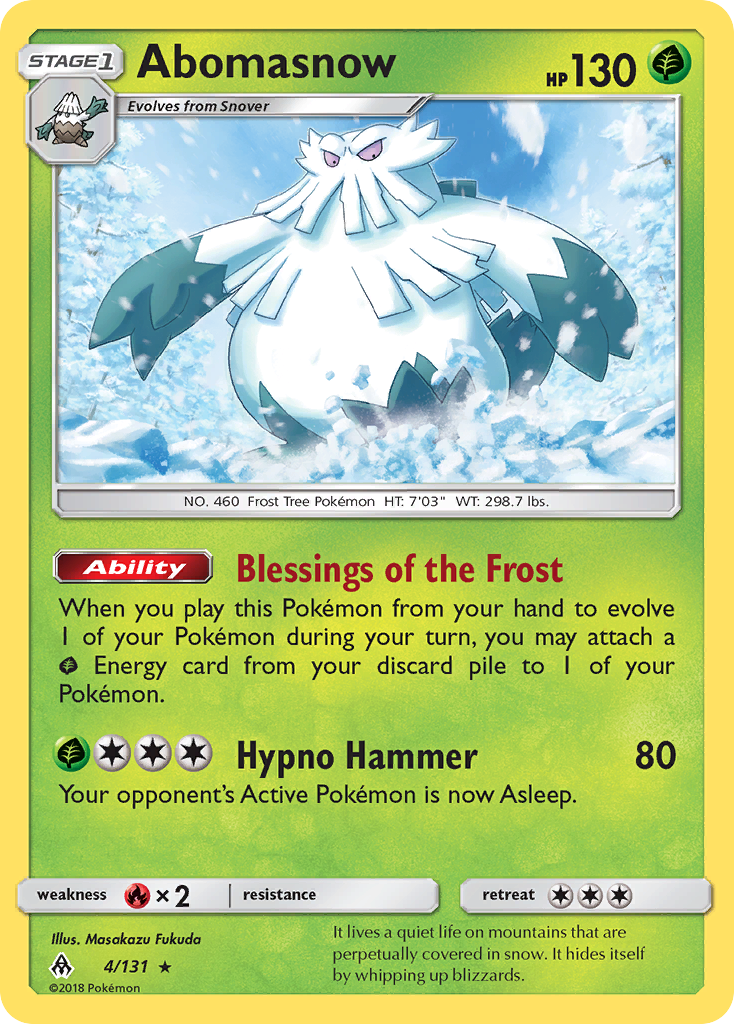 STAGE1
Abomasnow
HP130
Evolves from Snover
NO. 460 Frost Tree Pokémon HT: 7'03" WT: 298.7 lbs.
Ability Blessings of the Frost
When you play this Pokémon from your hand to evolve
1 of your Pokémon during your turn, you may attach a
Energy card from your discard pile to 1 of your
Pokémon.
Hypno Hammer 80
Your opponent's Active Pokémon is now Asleep.
weakness × 2 resistance retreat
Illus. Masakazu Fukuda
4/131 ★
©2018 Pokémon
It lives a quiet life on mountains that are
perpetually covered in snow. It hides itself
by whipping up blizzards.